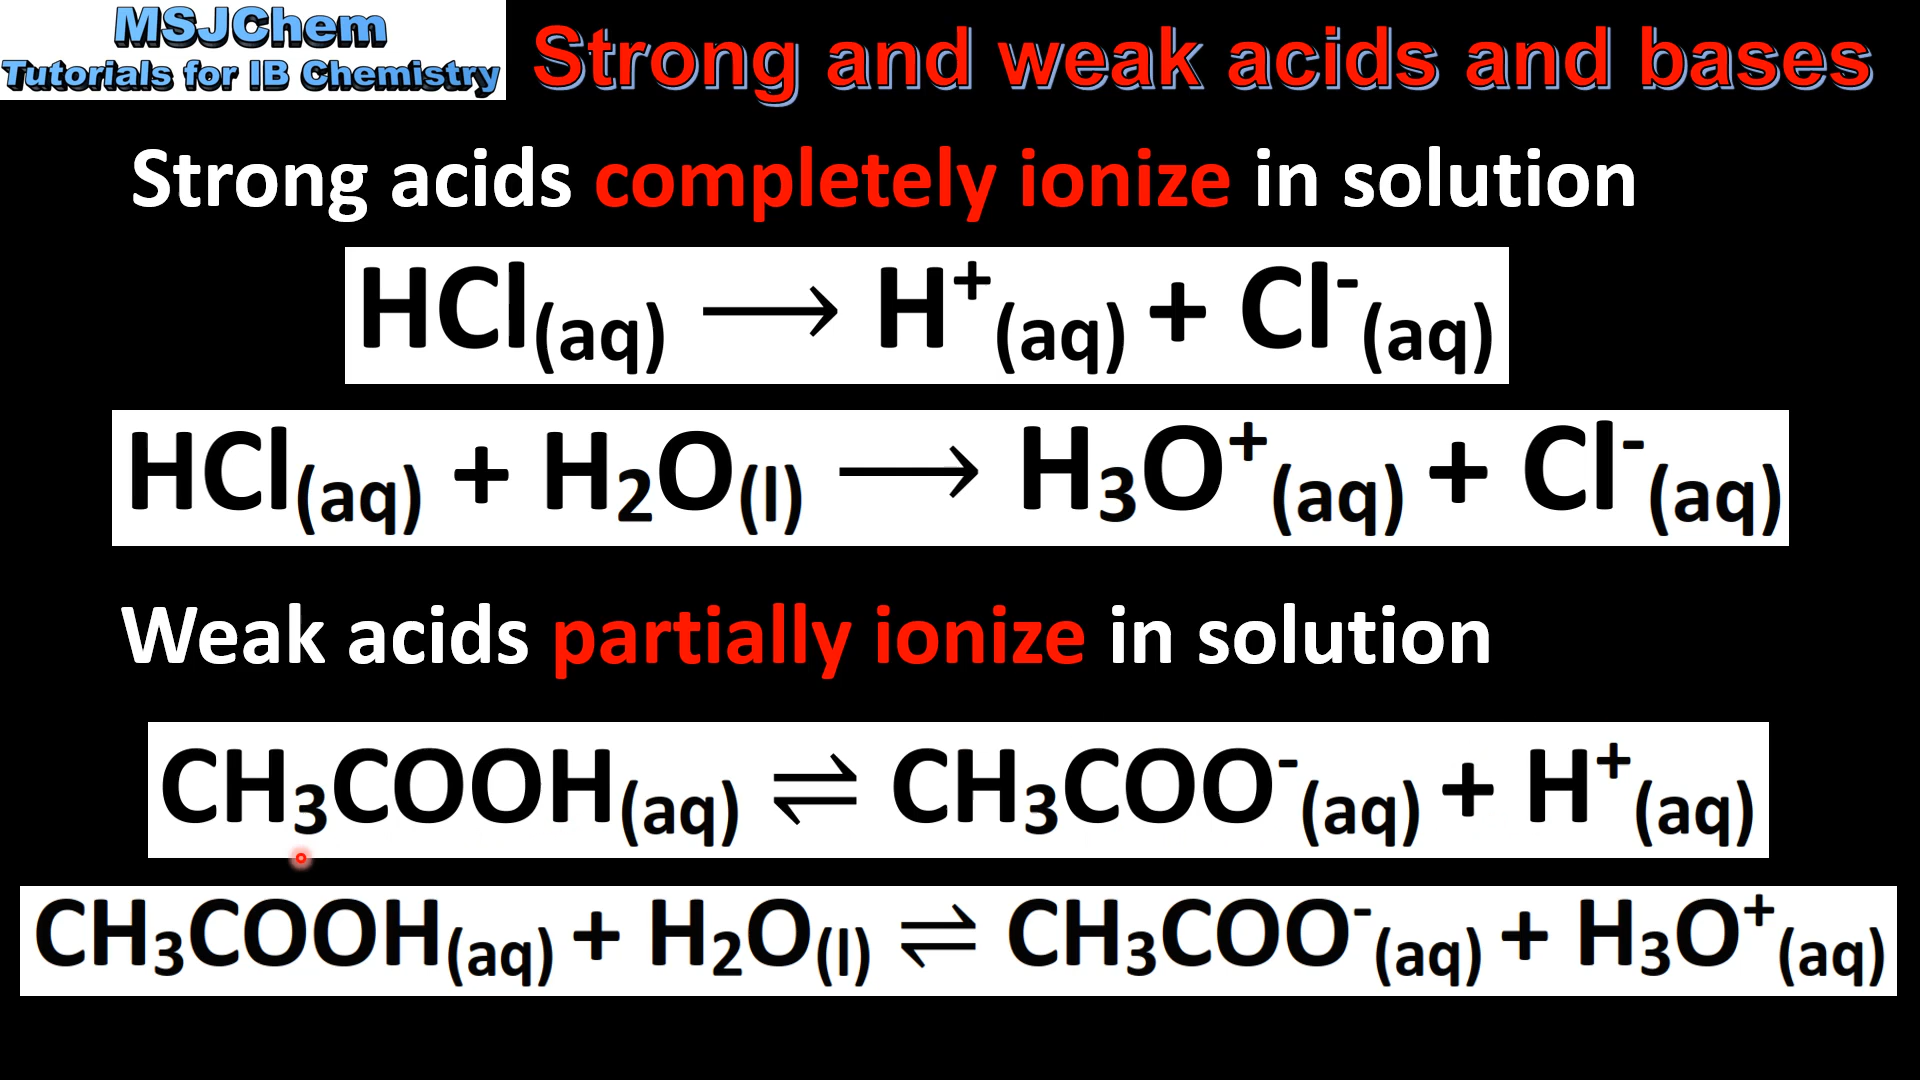 MSJChem
Tutorials for IB Chemistry
Strong and weak acids and bases
Strong acids completely ionize in solution
HCl(aq) ⟶ H⁺(aq) + Cl⁻(aq)
HCl(aq) + H₂O(l) ⟶ H₃O⁺(aq) + Cl⁻(aq)
Weak acids partially ionize in solution
CH₃COOH(aq) ⇌ CH₃COO⁻(aq) + H⁺(aq)
CH₃COOH(aq) + H₂O(l) ⇌ CH₃COO⁻(aq) + H₃O⁺(aq)